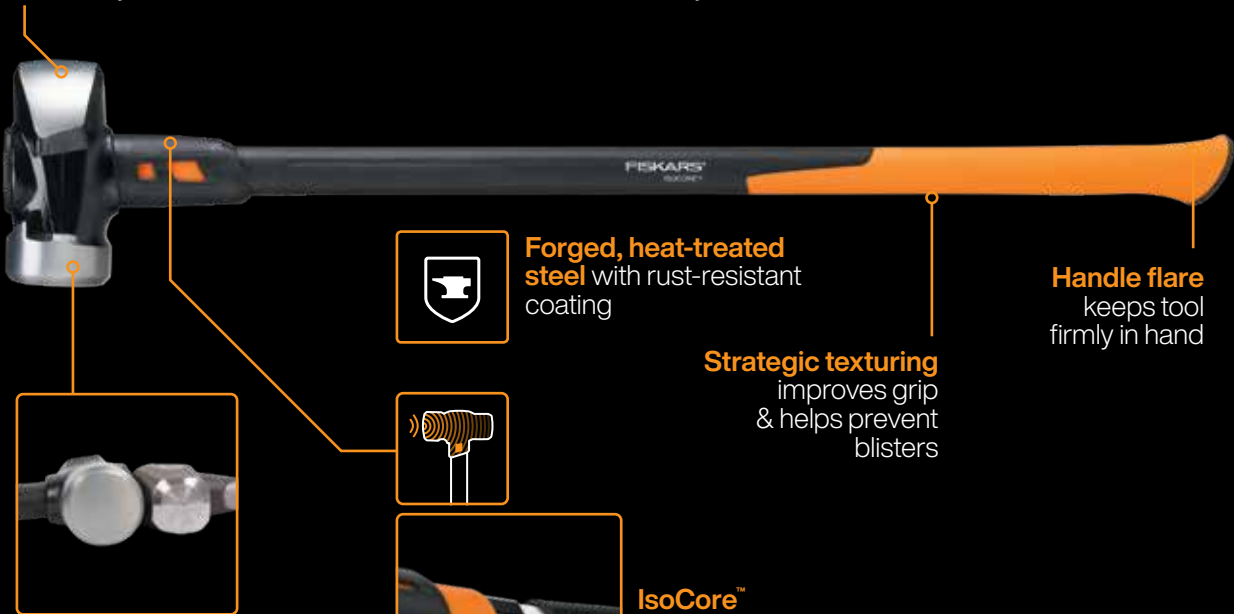 FISKARS®
ISOCORE™
Forged, heat-treated
steel with rust-resistant
coating
Handle flare
keeps tool
firmly in hand
Strategic texturing
improves grip
& helps prevent
blisters
IsoCore™